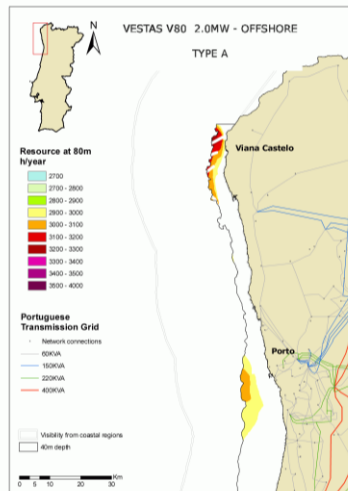 VESTAS V80 2.0MW - OFFSHORE
TYPE A
N
Resource at 80m
h/year
2700
2700 - 2800
2800 - 2900
2900 - 3000
3000 - 3100
3100 - 3200
3200 - 3300
3300 - 3400
3400 - 3500
3500 - 4000
Viana Castelo
Portuguese
Transmission Grid
Network connections
60KVA
150KVA
220KVA
400KVA
Porto
Visibility from coastal regions
40m depth
0 5 10 20 30 Km